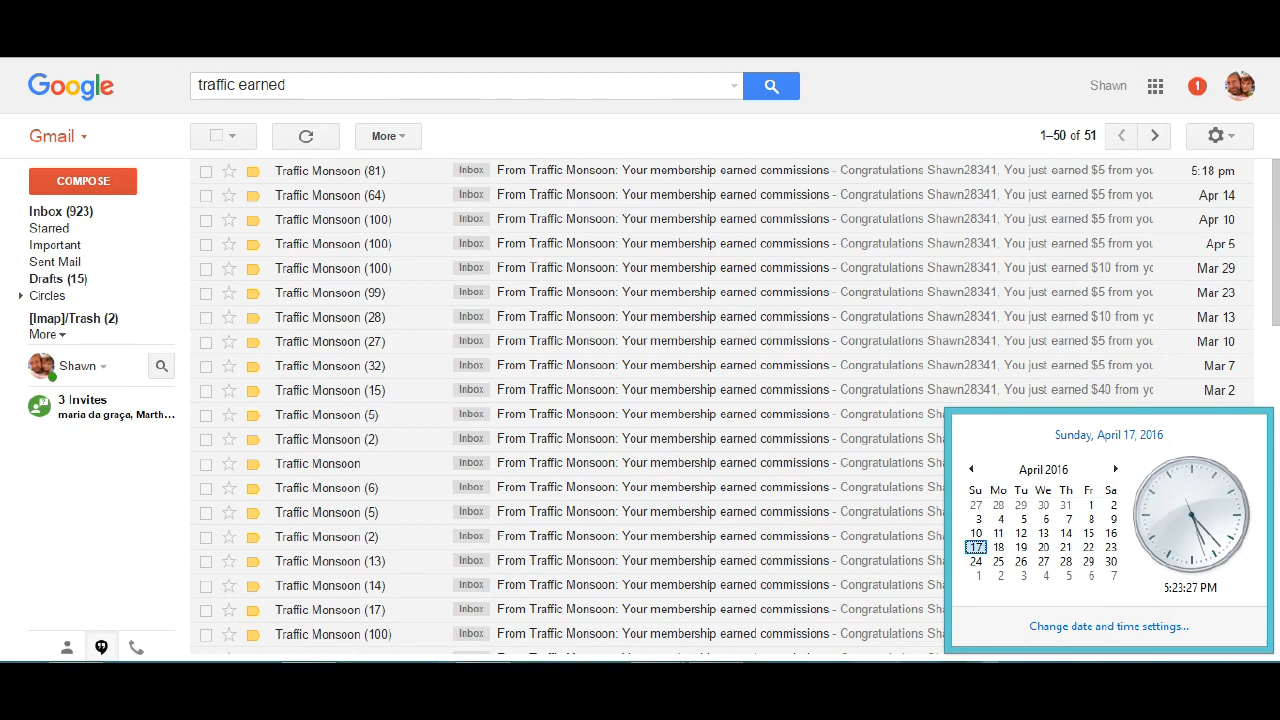 Google
traffic earned
Shawn
1
Gmail
More
1–50 of 51
COMPOSE
Inbox (923)
Starred
Important
Sent Mail
Drafts (15)
Circles
[Imap]/Trash (2)
More
Shawn
3 Invites
maria da graça, Marth...
Traffic Monsoon (81) Inbox From Traffic Monsoon: Your membership earned commissions - Congratulations Shawn28341, You just earned $5 from you 5:18 pm
Traffic Monsoon (64) Inbox From Traffic Monsoon: Your membership earned commissions - Congratulations Shawn28341, You just earned $5 from you Apr 14
Traffic Monsoon (100) Inbox From Traffic Monsoon: Your membership earned commissions - Congratulations Shawn28341, You just earned $5 from you Apr 10
Traffic Monsoon (100) Inbox From Traffic Monsoon: Your membership earned commissions - Congratulations Shawn28341, You just earned $5 from you Apr 5
Traffic Monsoon (100) Inbox From Traffic Monsoon: Your membership earned commissions - Congratulations Shawn28341, You just earned $10 from yo Mar 29
Traffic Monsoon (99) Inbox From Traffic Monsoon: Your membership earned commissions - Congratulations Shawn28341, You just earned $5 from you Mar 23
Traffic Monsoon (28) Inbox From Traffic Monsoon: Your membership earned commissions - Congratulations Shawn28341, You just earned $10 from yo Mar 13
Traffic Monsoon (27) Inbox From Traffic Monsoon: Your membership earned commissions - Congratulations Shawn28341, You just earned $5 from you Mar 10
Traffic Monsoon (32) Inbox From Traffic Monsoon: Your membership earned commissions - Congratulations Shawn28341, You just earned $5 from you Mar 7
Traffic Monsoon (15) Inbox From Traffic Monsoon: Your membership earned commissions - Congratulations Shawn28341, You just earned $40 from yo Mar 2
Traffic Monsoon (5) Inbox From Traffic Monsoon: Your membership earned commissions - Congratulations Sha
Traffic Monsoon (2) Inbox From Traffic Monsoon: Your membership earned commissions - Congratulations Sha
Traffic Monsoon Inbox From Traffic Monsoon: Your membership earned commissions - Congratulations Sha
Traffic Monsoon (6) Inbox From Traffic Monsoon: Your membership earned commissions - Congratulations Sha
Traffic Monsoon (5) Inbox From Traffic Monsoon: Your membership earned commissions - Congratulations Sha
Traffic Monsoon (2) Inbox From Traffic Monsoon: Your membership earned commissions - Congratulations Sha
Traffic Monsoon (13) Inbox From Traffic Monsoon: Your membership earned commissions - Congratulations Sha
Traffic Monsoon (14) Inbox From Traffic Monsoon: Your membership earned commissions - Congratulations Sha
Traffic Monsoon (17) Inbox From Traffic Monsoon: Your membership earned commissions - Congratulations Sha
Traffic Monsoon (100) Inbox From Traffic Monsoon: Your membership earned commissions - Congratulations Sha
Sunday, April 17, 2016
April 2016
Su Mo Tu We Th Fr Sa
27 28 29 30 31 1 2
3 4 5 6 7 8 9
10 11 12 13 14 15 16
17 18 19 20 21 22 23
24 25 26 27 28 29 30
1 2 3 4 5 6 7
5:23:27 PM
Change date and time settings...